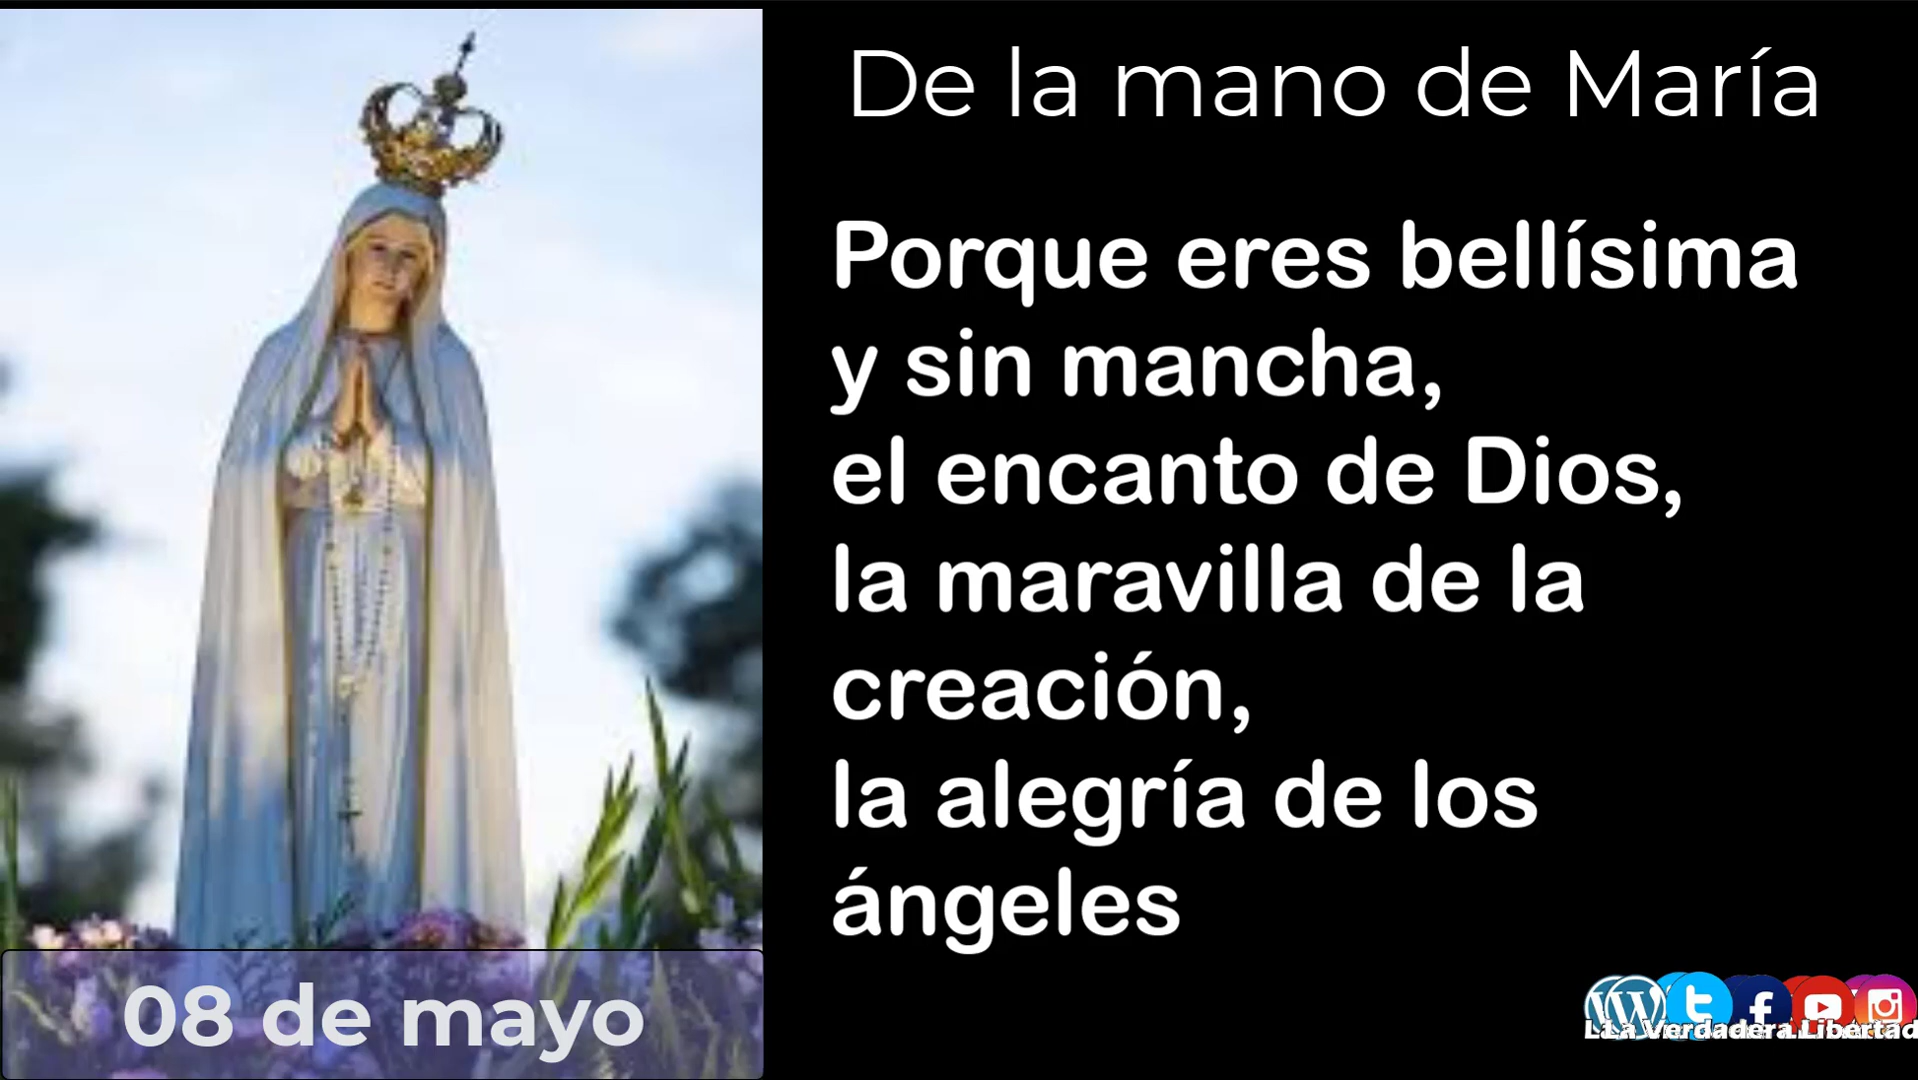 De la mano de María
Porque eres bellísima
y sin mancha,
el encanto de Dios,
la maravilla de la
creación,
la alegría de los
ángeles
08 de mayo
La Verdadera Libertad